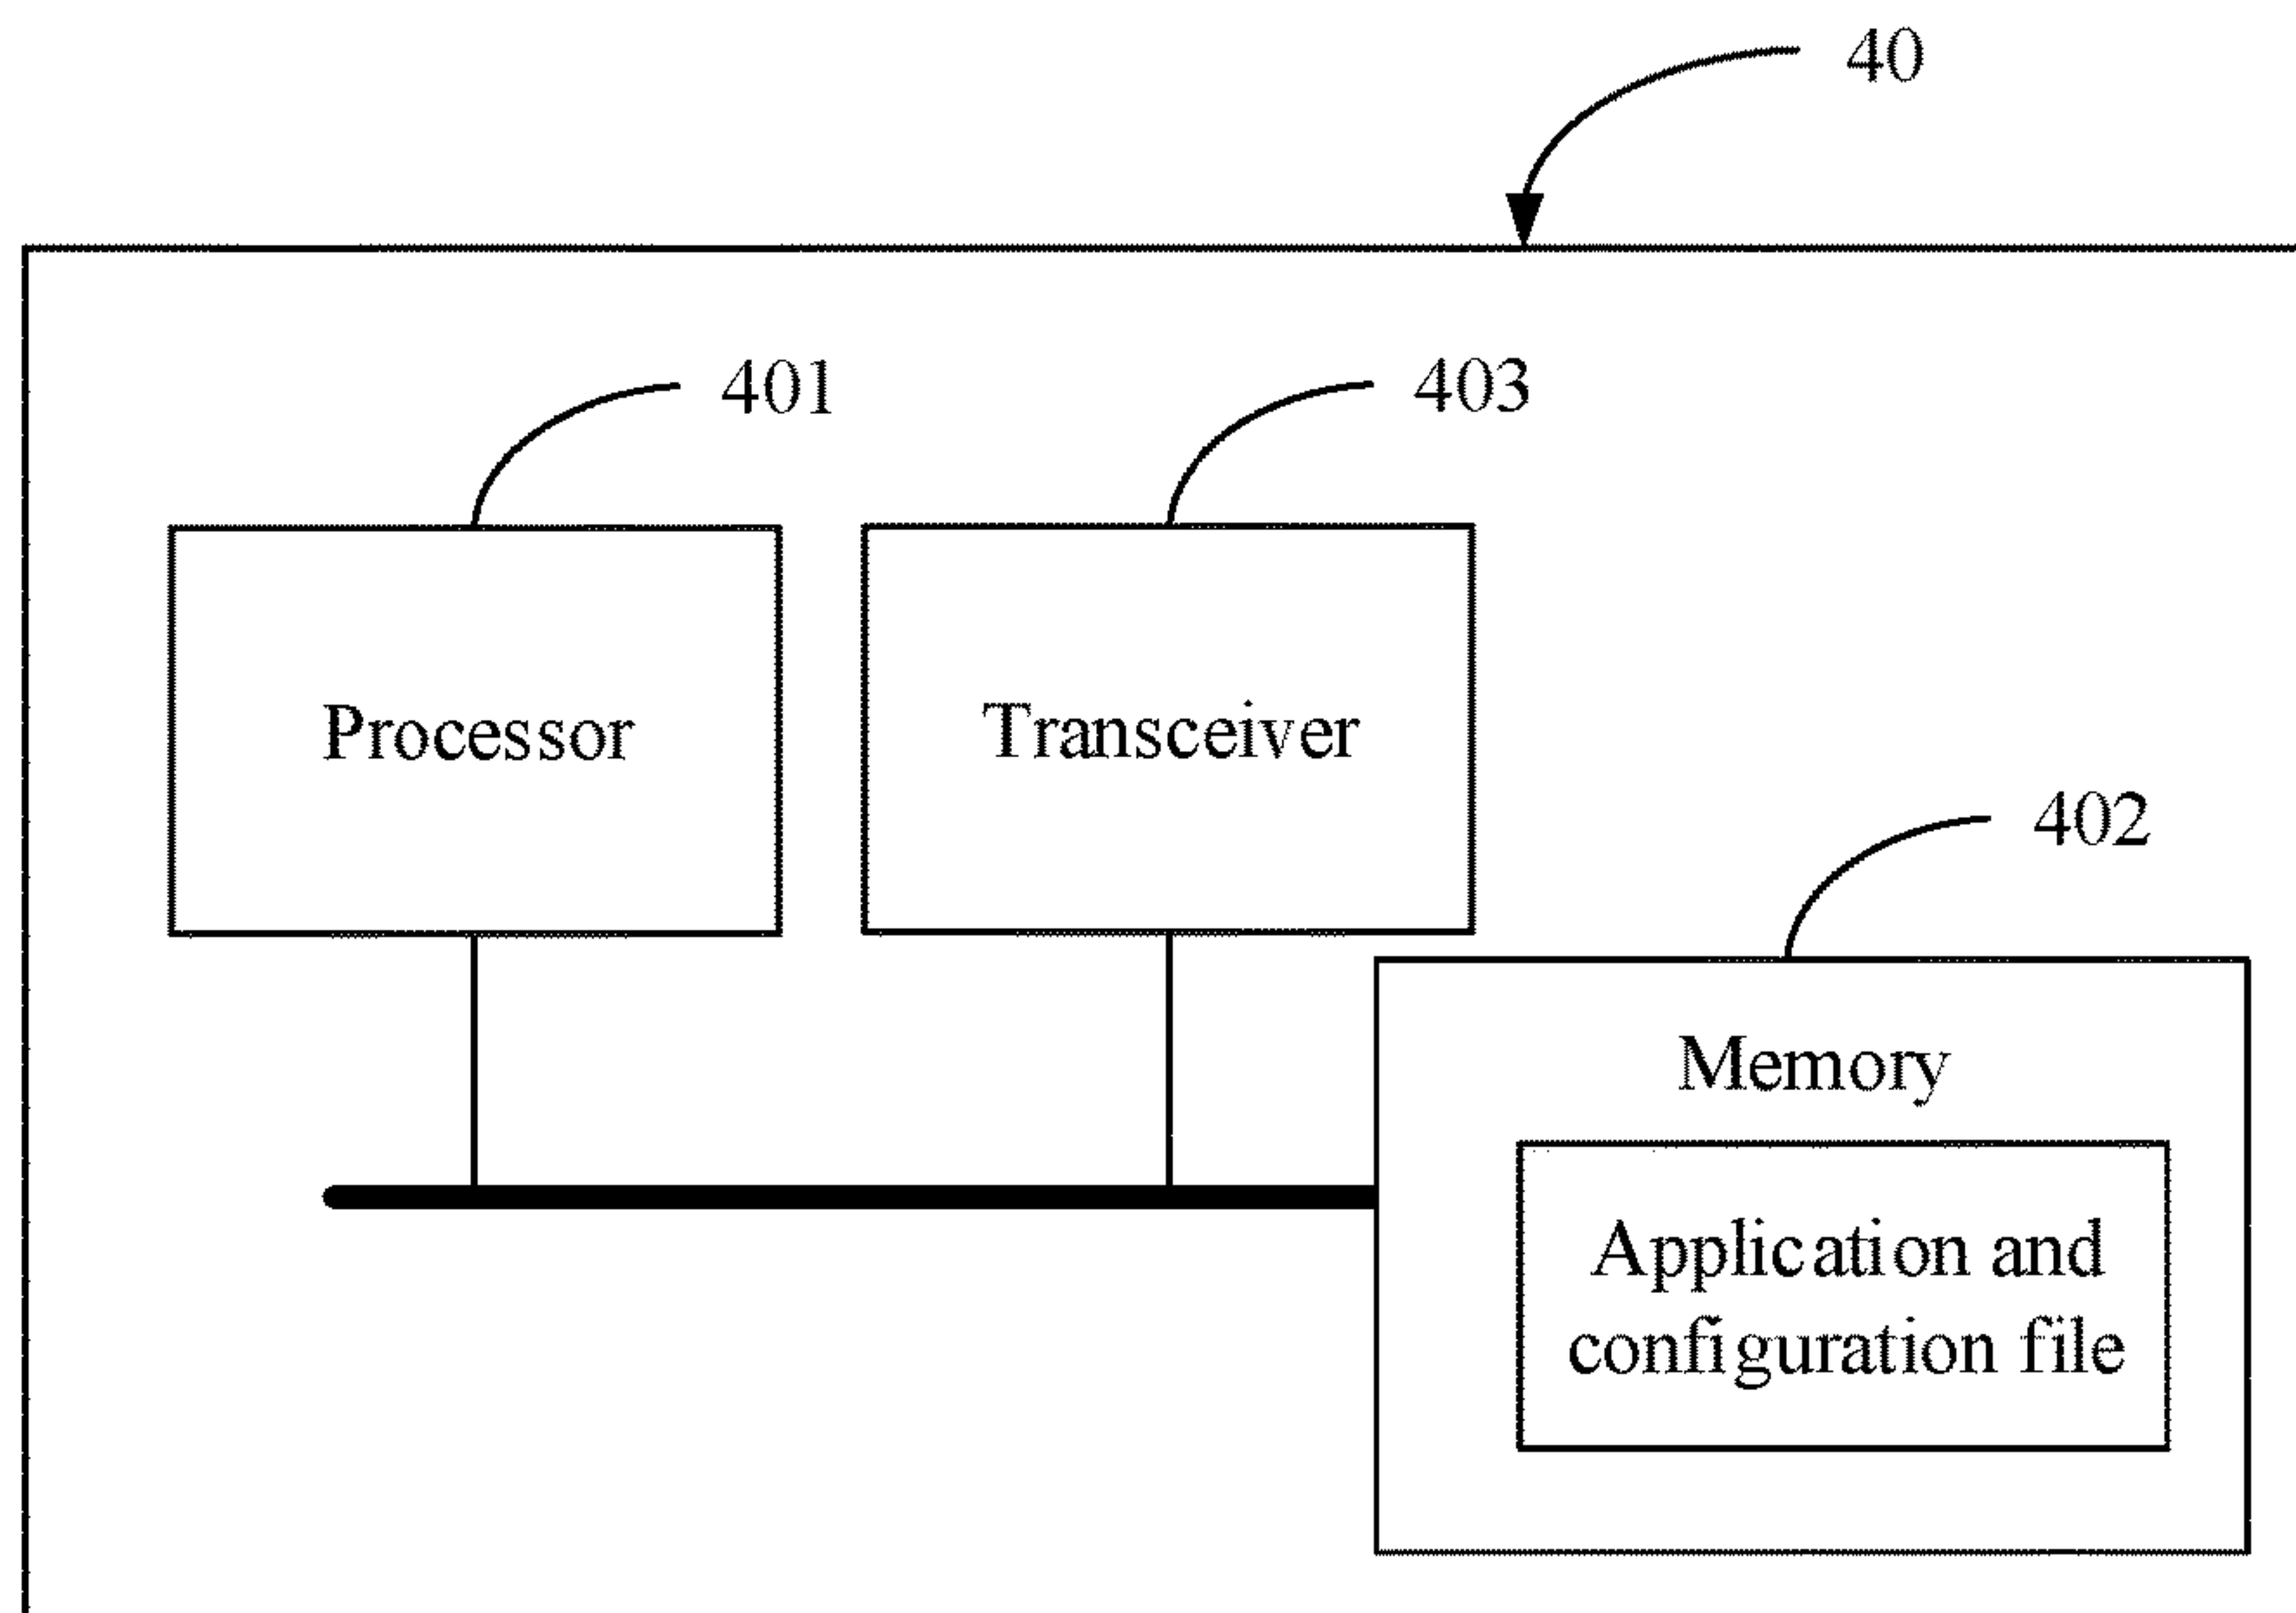 40
401
403
Processor
Transceiver
402
Memory
Application and
configuration file